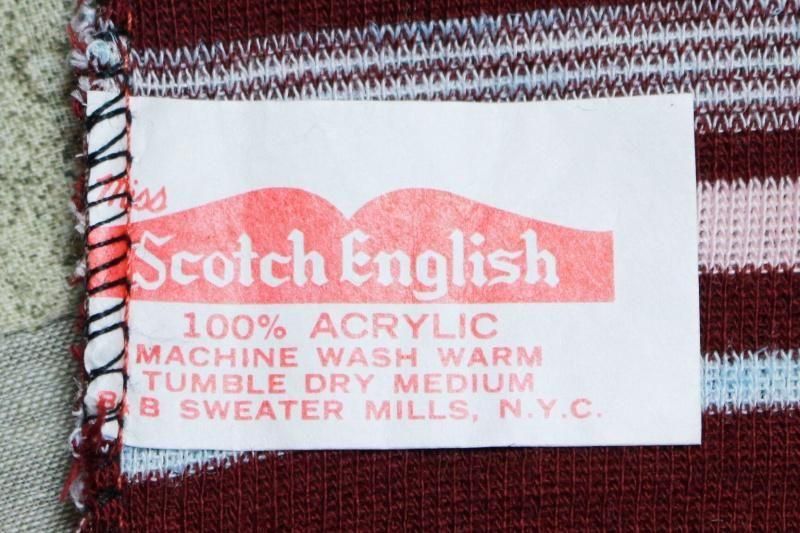 Miss
Scotch English
100% ACRYLIC
MACHINE WASH WARM
TUMBLE DRY MEDIUM
B&B SWEATER MILLS, N.Y.C.